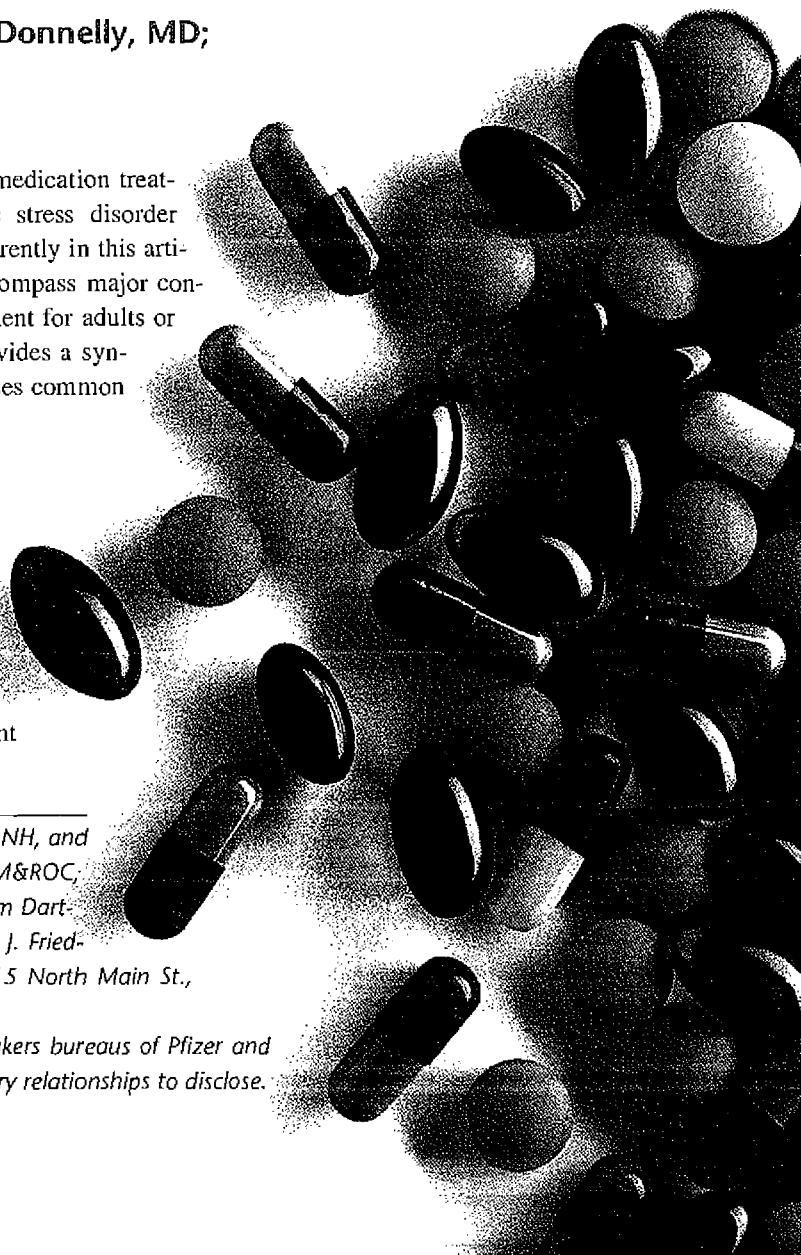 Donnelly, MD;
medication treat-
stress disorder
rently in this arti-
ompass major con-
ent for adults or
vides a syn-
es common
nt
NH, and
M&ROC,
m Dart-
J. Fried-
5 North Main St.,
kers bureaus of Pfizer and
ry relationships to disclose.